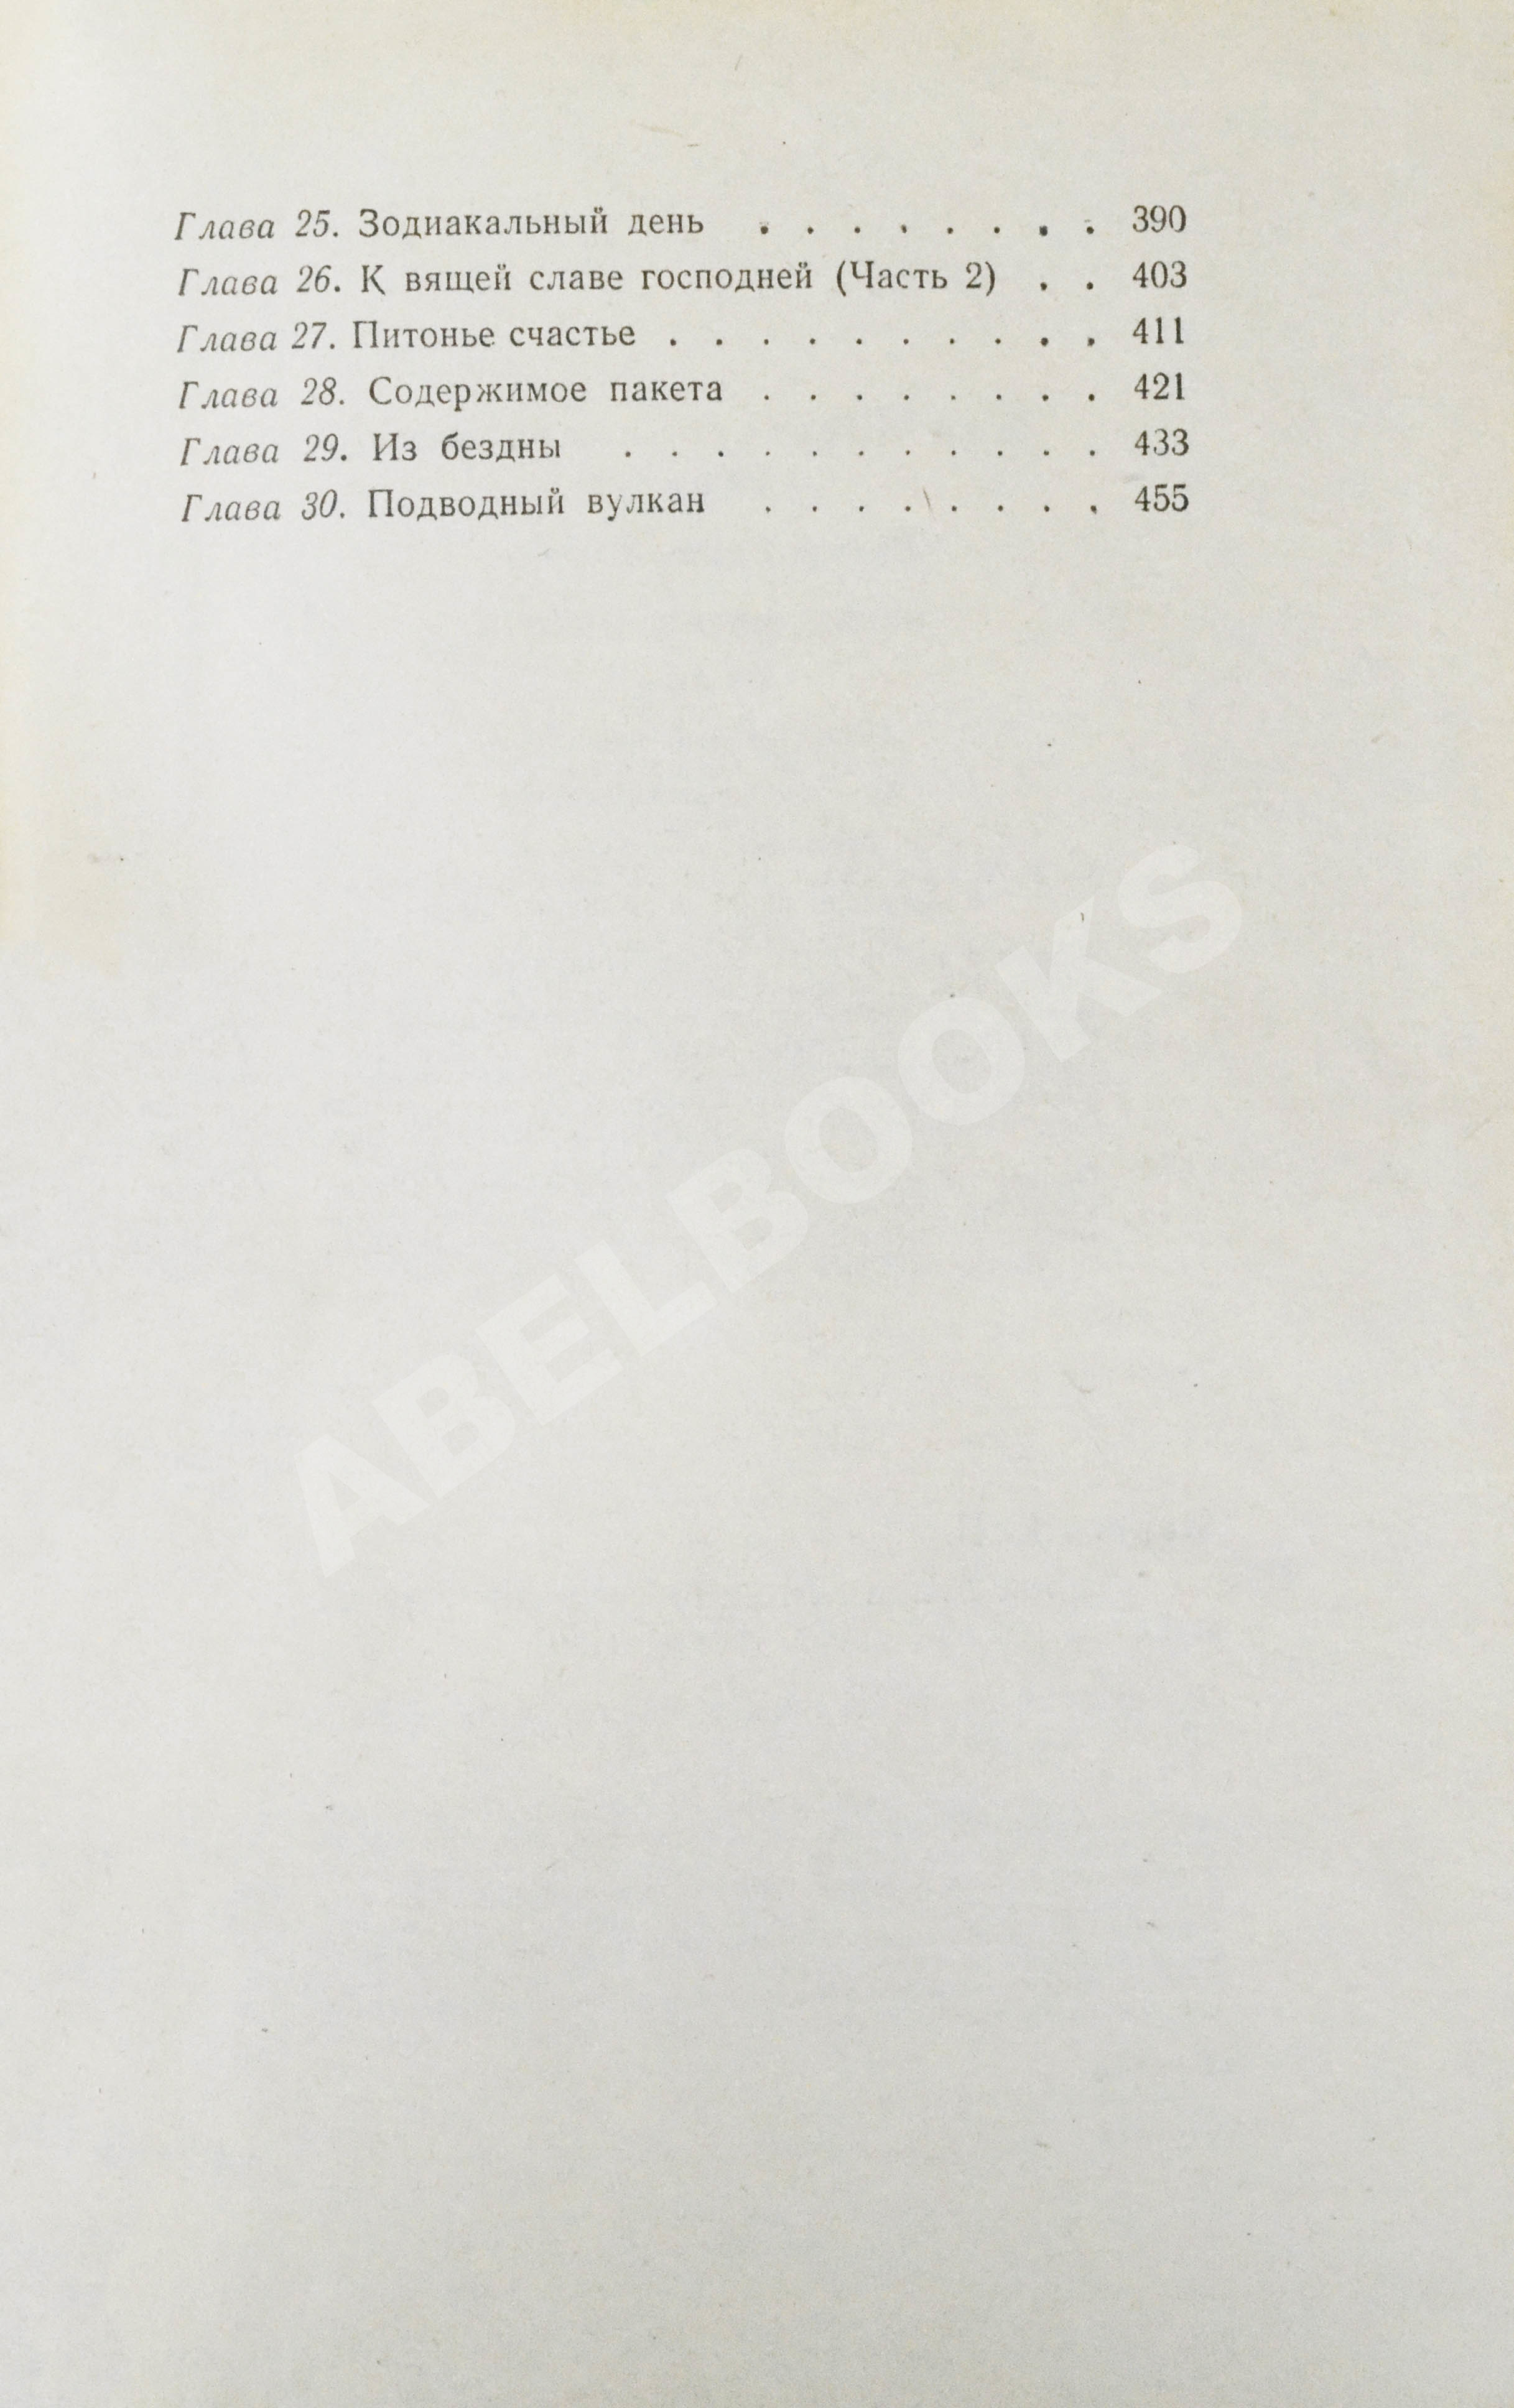 Глава 25. Зодиакальный день . . . . . . . . 390
Глава 26. К вящей славе господней (Часть 2) . . 403
Глава 27. Питонье счастье . . . . . . . . . . 411
Глава 28. Содержимое пакета . . . . . . . . 421
Глава 29. Из бездны . . . . . . . . . . . 433
Глава 30. Подводный вулкан . . . . . . . . 455
ABELBOOKS